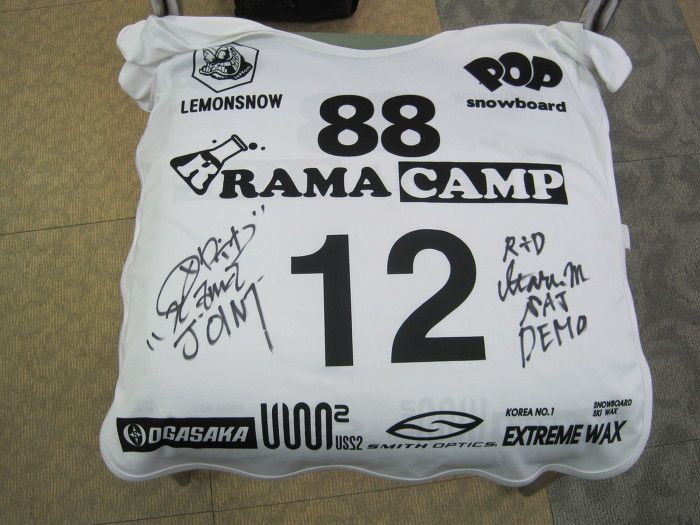 LEMONSNOW
POP
snowboard
88
K RAMA CAMP
12
JOINT
R+D
DEMO
OGASAKA
USS2
SMITH OPTICS
KOREA NO.1
EXTREME WAX
SNOWBOARD
SKI WAX